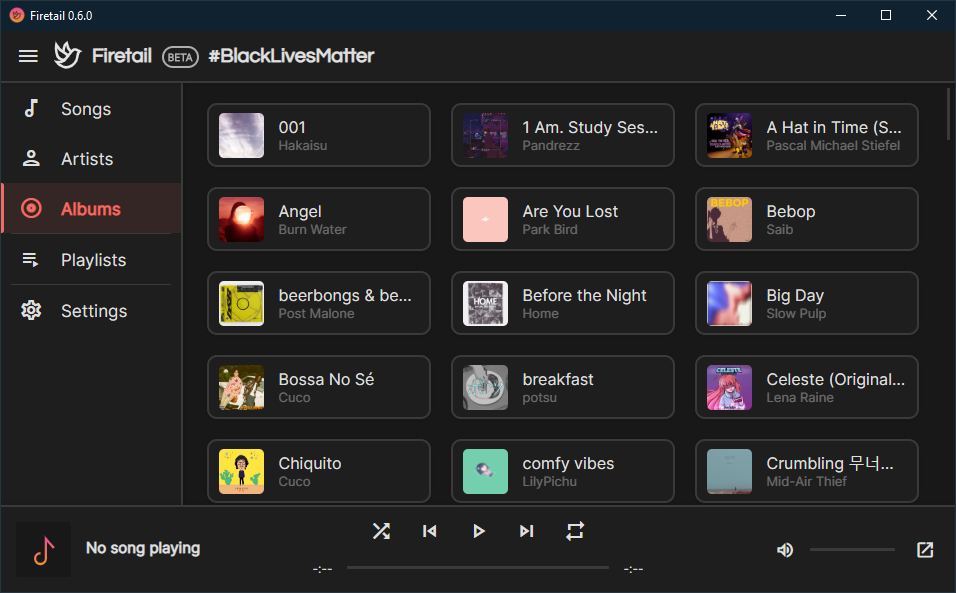 Firetail 0.6.0
Firetail BETA #BlackLivesMatter
Songs
Artists
Albums
Playlists
Settings
001
Hakaisu
1 Am. Study Ses...
Pandrezz
A Hat in Time (S...
Pascal Michael Stiefel
Angel
Burn Water
Are You Lost
Park Bird
BEBOP
Bebop
Saib
beerbongs & be...
Post Malone
HOME
Before the Night
Home
Big Day
Slow Pulp
Bossa No Sé
Cuco
breakfast
potsu
CELESTE
Celeste (Original...
Lena Raine
Chiquito
Cuco
comfy vibes
LilyPichu
Crumbling 무너...
Mid-Air Thief
No song playing
-:--
-:--